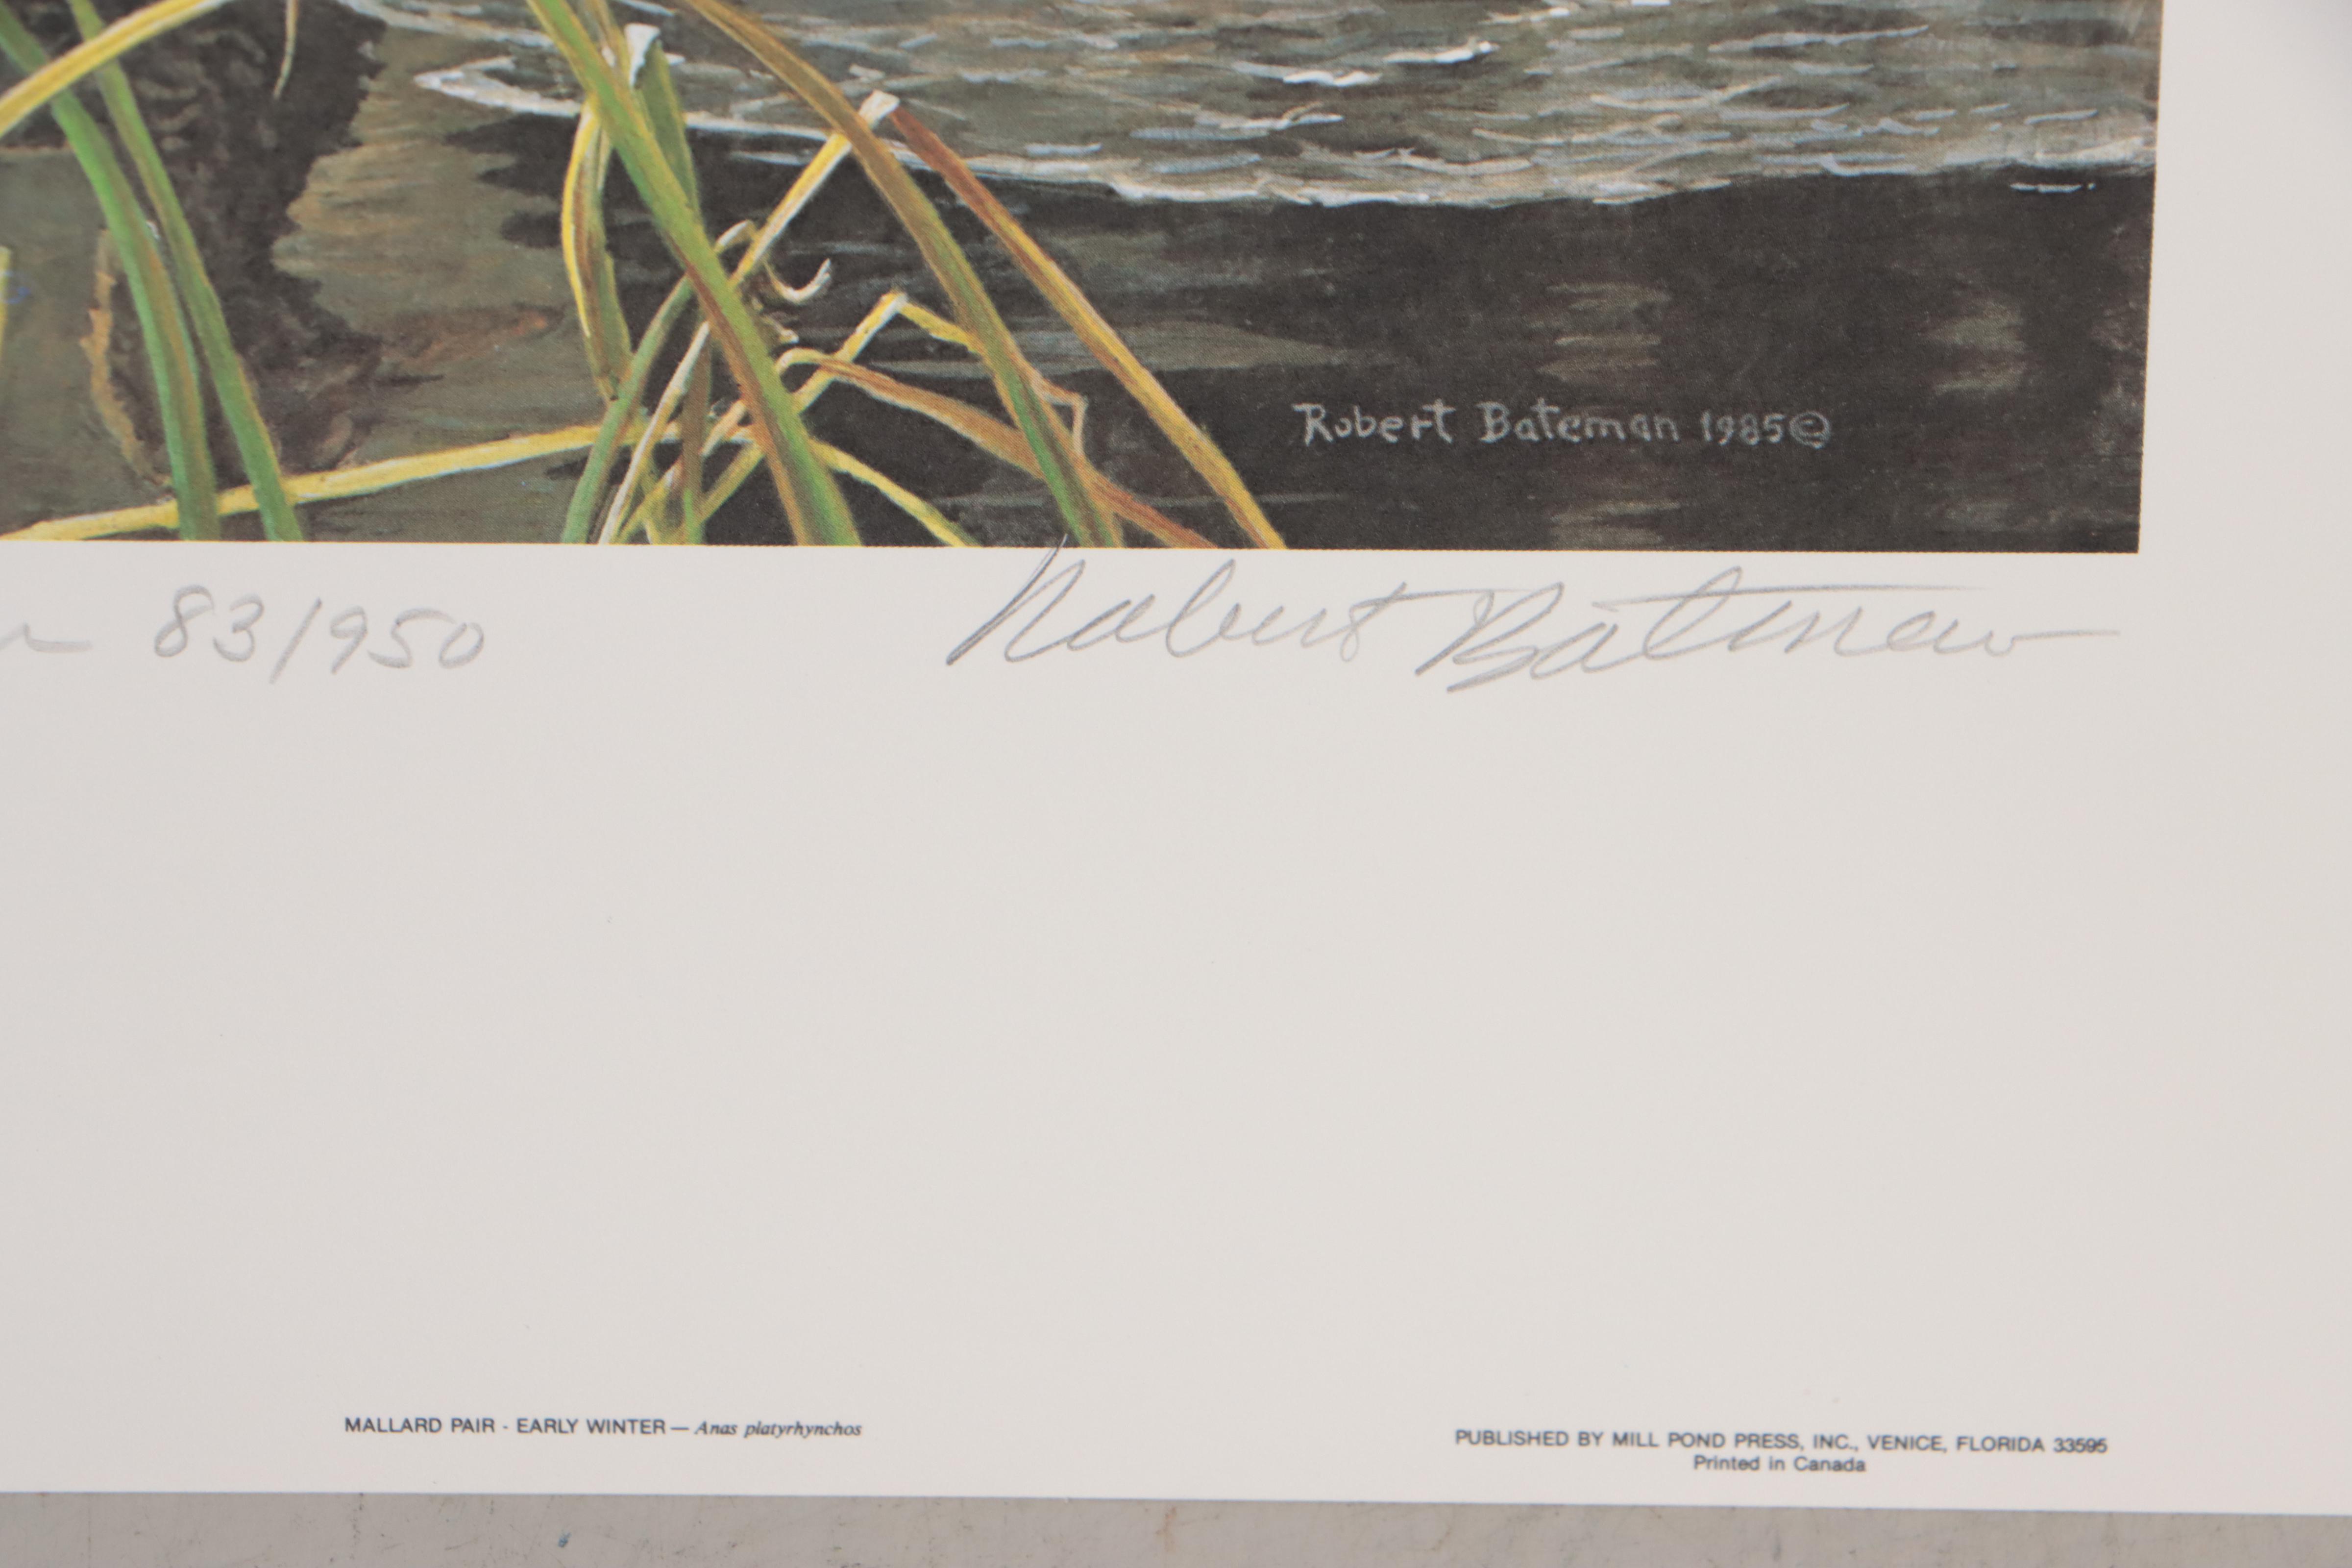 Robert Bateman 1985©
83/950 Robert Bateman
MALLARD PAIR - EARLY WINTER — Anas platyrhynchos
PUBLISHED BY MILL POND PRESS, INC., VENICE, FLORIDA 33595
Printed in Canada